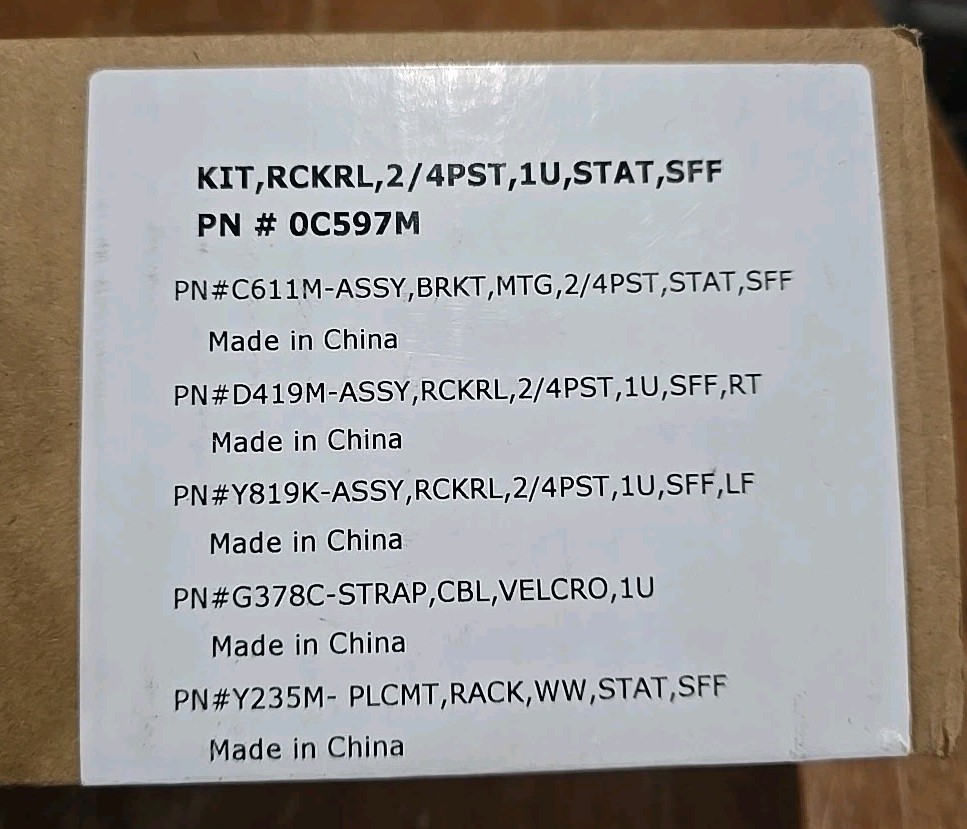 KIT,RCKRL,2/4PST,1U,STAT,SFF
PN # 0C597M
PN#C611M-ASSY,BRKT,MTG,2/4PST,STAT,SFF
Made in China
PN#D419M-ASSY,RCKRL,2/4PST,1U,SFF,RT
Made in China
PN#Y819K-ASSY,RCKRL,2/4PST,1U,SFF,LF
Made in China
PN#G378C-STRAP,CBL,VELCRO,1U
Made in China
PN#Y235M- PLCMT,RACK,WW,STAT,SFF
Made in China